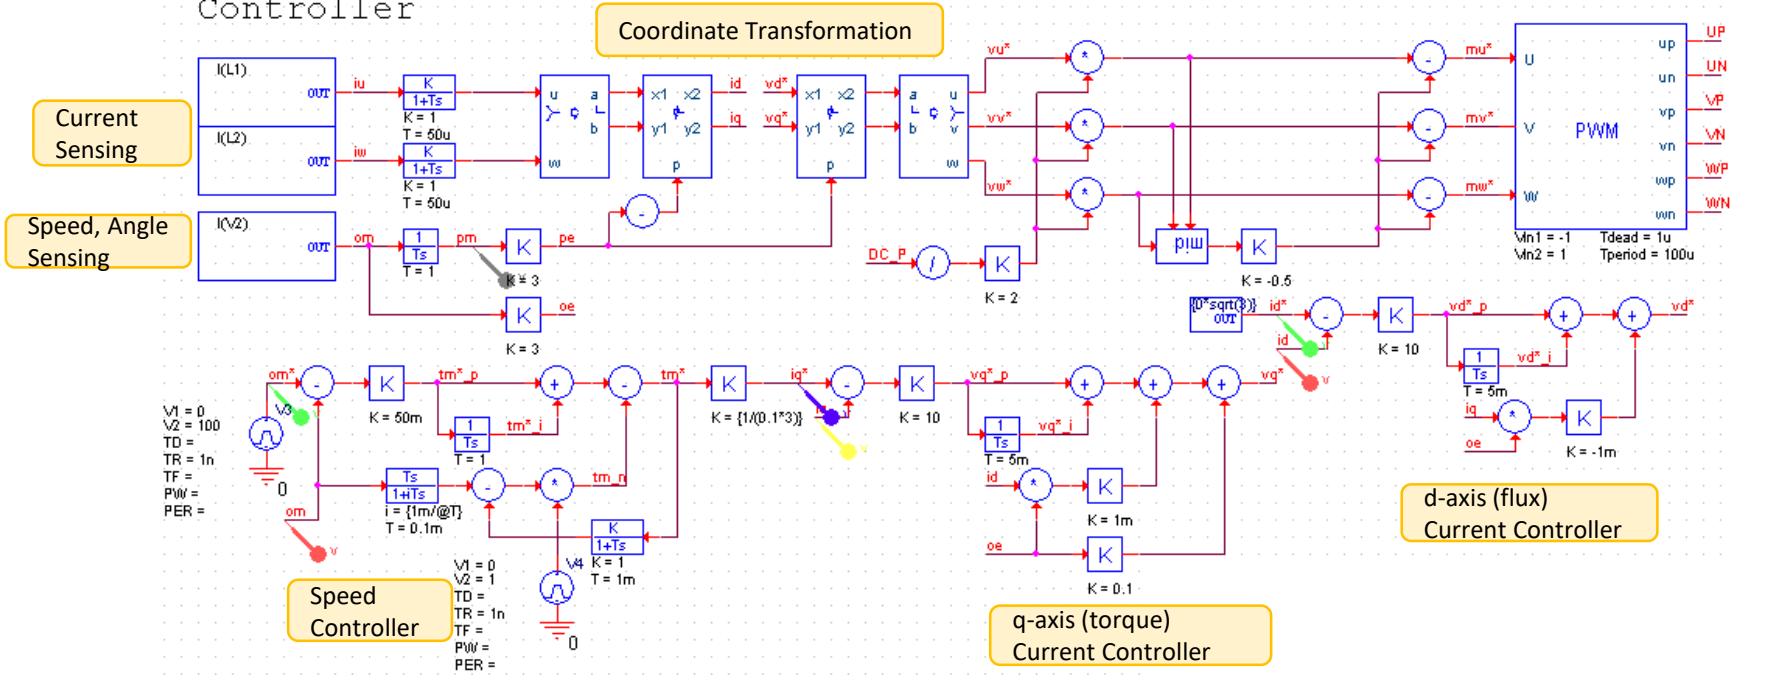 Controller
Coordinate Transformation
Current
Sensing
Speed, Angle
Sensing
I(L1)
OUT
iu
K
1+Ts
K = 1
T = 50u
I(L2)
OUT
iw
K
1+Ts
K = 1
T = 50u
I(V2)
OUT
om
1
Ts
T = 1
pm
K
K = 3
pe
K
K = 3
oe
u
w
a
b
x1 x2
y1 y2
p
id
iq
-
vd*
vq*
x1 x2
y1 y2
p
a
b
u
v
w
vu*
vv*
vw*
*
*
*
DC_P
/
K
K = 2
mid
K
K = -0.5
-
-
-
mu*
mv*
mw*
U
V
W
PWM
up
un
vp
vn
wp
wn
UP
UN
VP
VN
WP
WN
Vin1 = -1
Vin2 = 1
Tdead = 1u
Tperiod = 100u
{0*sqrt(3)}
OUT
id*
id
-
K
K = 10
vd*_p
1
Ts
T = 5m
vd*_i
+
+
vd*
iq
oe
*
K
K = -1m
d-axis (flux)
Current Controller
om*
V3
V1 = 0
V2 = 100
TD =
TR = 1n
TF =
PW =
PER =
0
om
-
K
K = 50m
tm*_p
1
Ts
T = 1
tm*_i
+
-
tm*
Ts
1+iTs
i = {1m/@T}
T = 0.1m
-
*
tm_n
K
1+Ts
K = 1
T = 1m
V4
V1 = 0
V2 = 1
TD =
TR = 1n
TF =
PW =
PER =
0
Speed
Controller
K
K = {1/(0.1*3)}
iq*
-
K
K = 10
vq*_p
1
Ts
T = 5m
vq*_i
+
+
+
vq*
id
*
K
K = 1m
oe
K
K = 0.1
q-axis (torque)
Current Controller